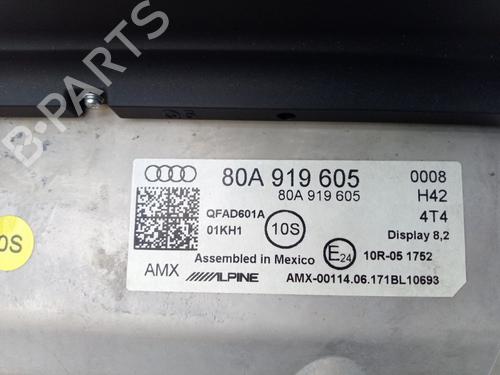 B-PARTS
80A 919 605
80A 919 605
0008
H42
4T4
QFAD601A
01KH1
10S
Display 8,2
Assembled in Mexico
E24
10R-05 1752
AMX
ALPINE
AMX-00114.06.171BL10693
10S